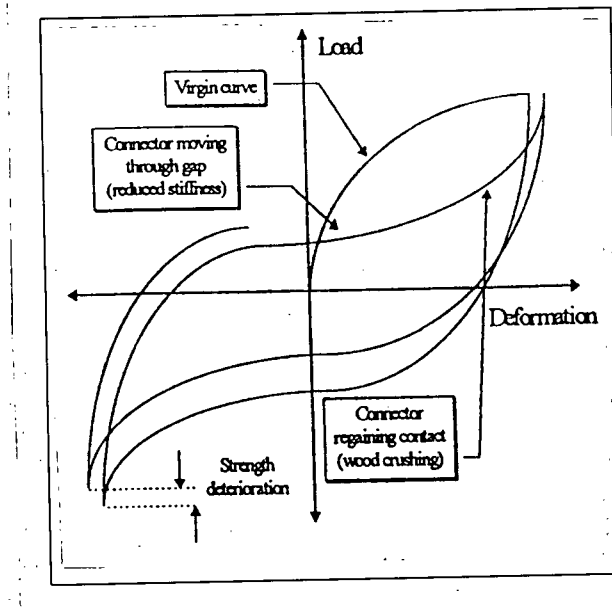 Load
Virgin curve
Connector moving
through gap
(reduced stiffness)
Deformation
Connector
regaining contact
(wood crushing)
Strength
deterioration